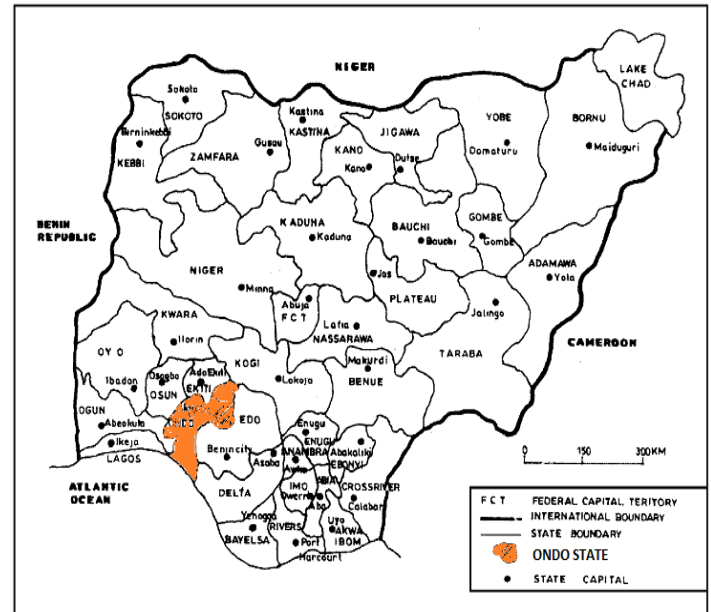 NIGER
LAKE
CHAD
Sokoto
SOKOTO
Kastina
KASTINA
JIGAWA
YOBE
BORNU
Berninkebbi
KEBBI
ZAMFARA
Gusau
KANO
Kano
Dutse
Damaturu
Maiduguri
BENIN
REPUBLIC
KADUNA
Kaduna
BAUCHI
Bauchi
GOMBE
Gombe
ADAMAWA
Yola
NIGER
Minna
Jos
PLATEAU
Jalingo
Abuja
FCT
KWARA
Ilorin
Lafia
NASSARAWA
TARABA
CAMEROON
OYO
Ibadan
Osogbo
OSUN
Ado Ekiti
EKITI
KOGI
Lokoja
Makurdi
BENUE
OGUN
Abeokuta
Ikeja
LAGOS
EDO
Benincity
Asaba
Enugu
ENUGU
ANAMBRA
Awka
Abakaliki
EBONYI
ATLANTIC
OCEAN
DELTA
IMO
Owerri
ABIA
Aba
CROSSRIVER
Calabar
Yenogoa
BAYELSA
RIVERS
Port
Harcourt
Uyo
AKWA
IBOM
0 150 300KM
FCT FEDERAL CAPITAL TERITORY
INTERNATIONAL BOUNDARY
STATE BOUNDARY
ONDO STATE
STATE CAPITAL